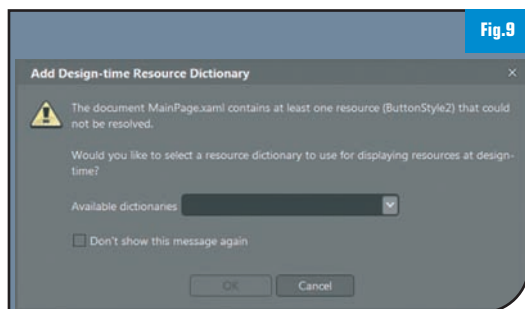 Fig.9
Add Design-time Resource Dictionary
The document MainPage.xaml contains at least one resource (ButtonStyle2) that could
not be resolved.
Would you like to select a resource dictionary to use for displaying resources at design-
time?
Available dictionaries
Don't show this message again
OK
Cancel